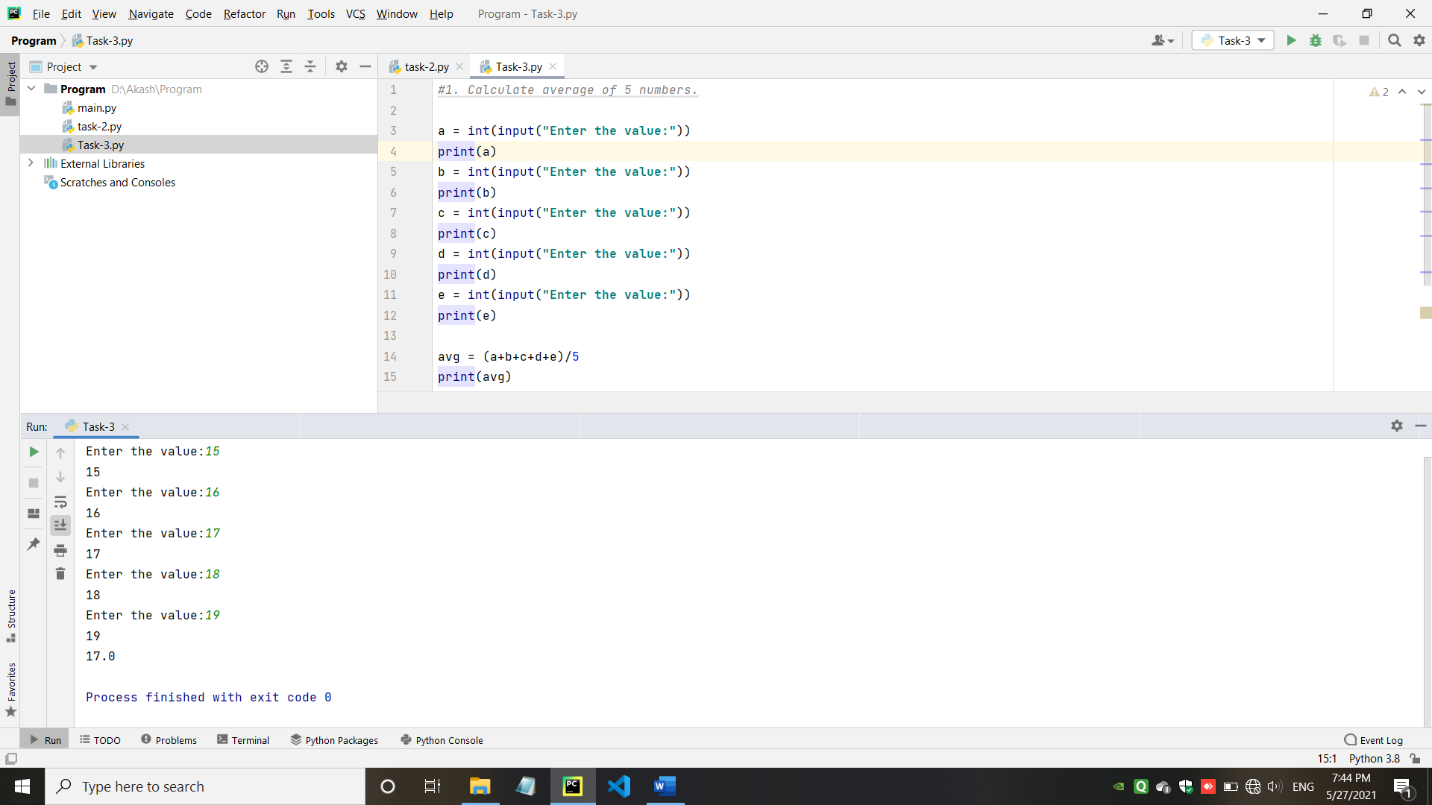 File Edit View Navigate Code Refactor Run Tools VCS Window Help Program - Task-3.py
Program Task-3.py Task-3
Project task-2.py Task-3.py
Project
Program D:\Akash\Program
main.py
task-2.py
Task-3.py
External Libraries
Scratches and Consoles
2
1 #1. Calculate average of 5 numbers.
2
3 a = int(input("Enter the value:"))
4 print(a)
5 b = int(input("Enter the value:"))
6 print(b)
7 c = int(input("Enter the value:"))
8 print(c)
9 d = int(input("Enter the value:"))
10 print(d)
11 e = int(input("Enter the value:"))
12 print(e)
13
14 avg = (a+b+c+d+e)/5
15 print(avg)
Run: Task-3
Enter the value:15
15
Enter the value:16
16
Enter the value:17
17
Enter the value:18
18
Enter the value:19
19
17.0
Process finished with exit code 0
Structure
Favorites
Run TODO Problems Terminal Python Packages Python Console Event Log
15:1 Python 3.8
Type here to search PC W Q ENG 7:44 PM
5/27/2021 1